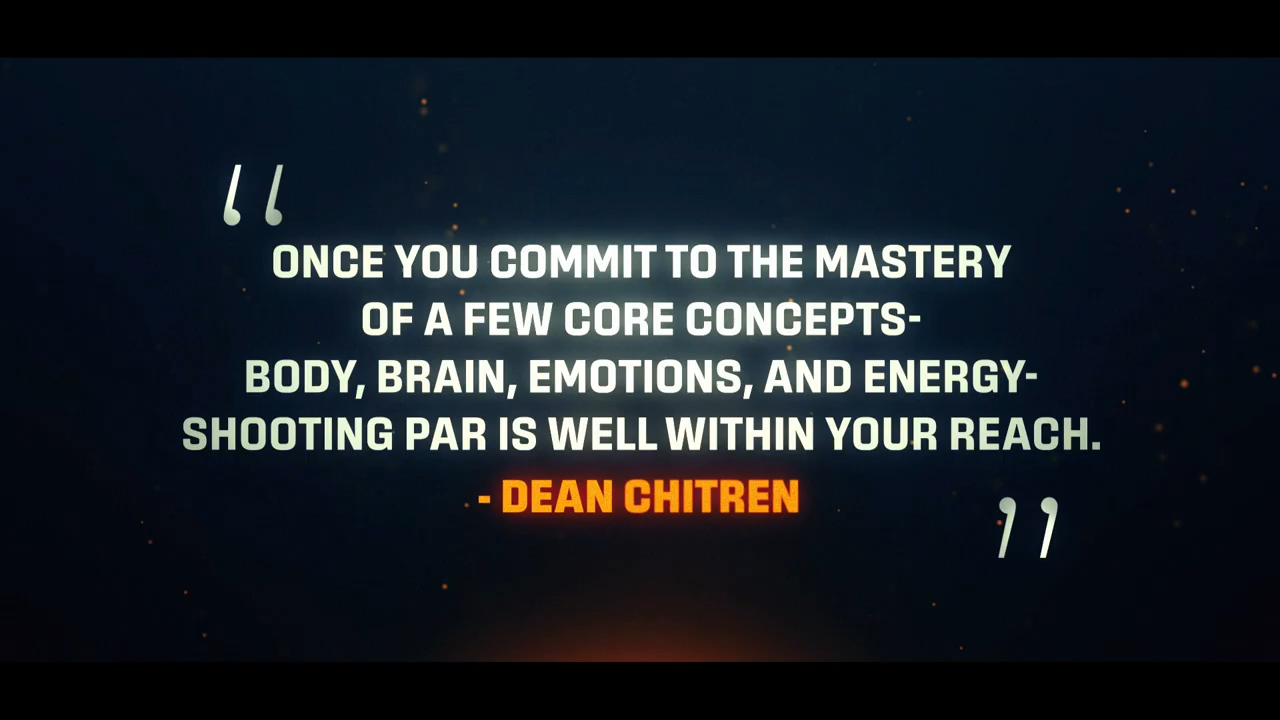 “
ONCE YOU COMMIT TO THE MASTERY
OF A FEW CORE CONCEPTS-
BODY, BRAIN, EMOTIONS, AND ENERGY-
SHOOTING PAR IS WELL WITHIN YOUR REACH.
- DEAN CHITREN
”